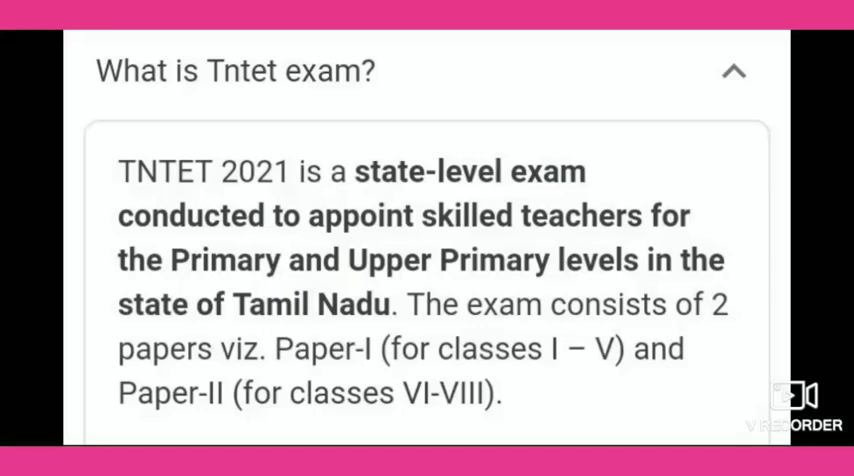 What is Tntet exam?
TNTET 2021 is a state-level exam
conducted to appoint skilled teachers for
the Primary and Upper Primary levels in the
state of Tamil Nadu. The exam consists of 2
papers viz. Paper-I (for classes I – V) and
Paper-II (for classes VI-VIII).
V RECORDER